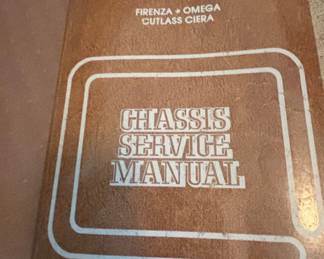 FIRENZA • OMEGA
CUTLASS CIERA
CHASSIS
SERVICE
MANUAL